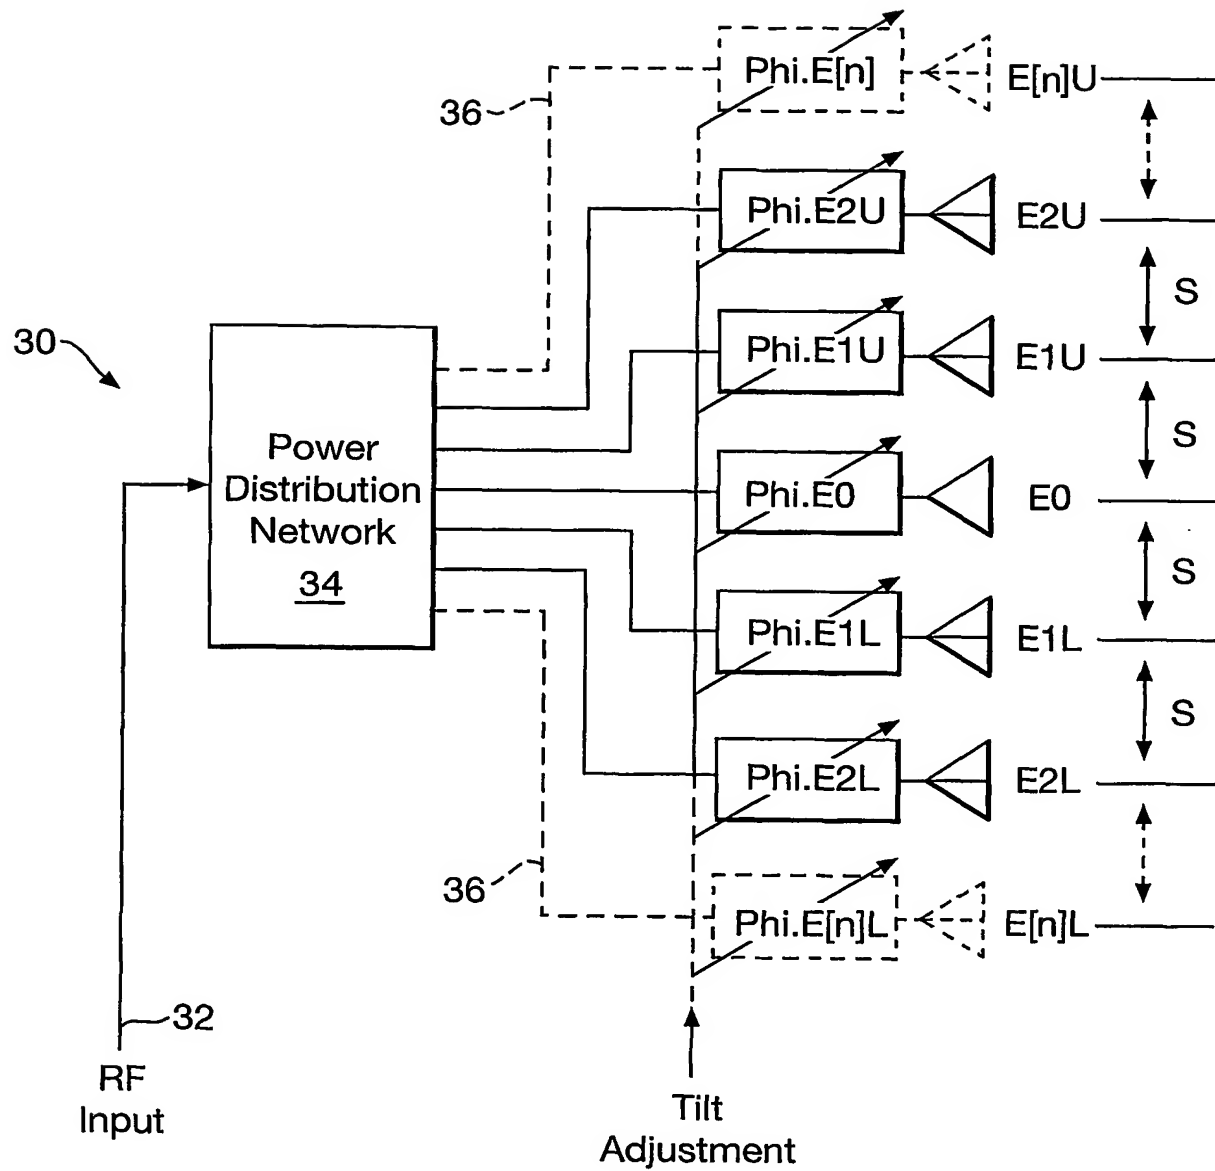 Phi.E[n]
E[n]U
36
Phi.E2U
E2U
S
30
Phi.E1U
E1U
S
Power
Distribution
Network
34
Phi.E0
E0
S
Phi.E1L
E1L
S
Phi.E2L
E2L
36
Phi.E[n]L
E[n]L
32
RF
Input
Tilt
Adjustment